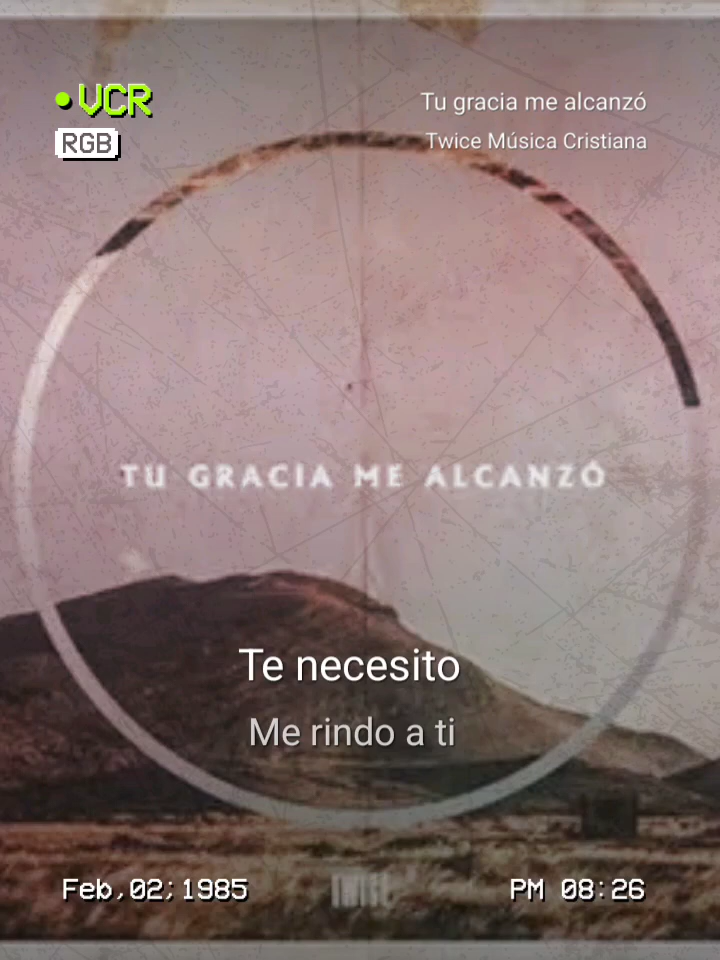 VCR
RGB
Tu gracia me alcanzó
Twice Música Cristiana
TU GRACIA ME ALCANZÓ
Te necesito
Me rindo a ti
Feb,02;1985
TWICE
PM 08:26